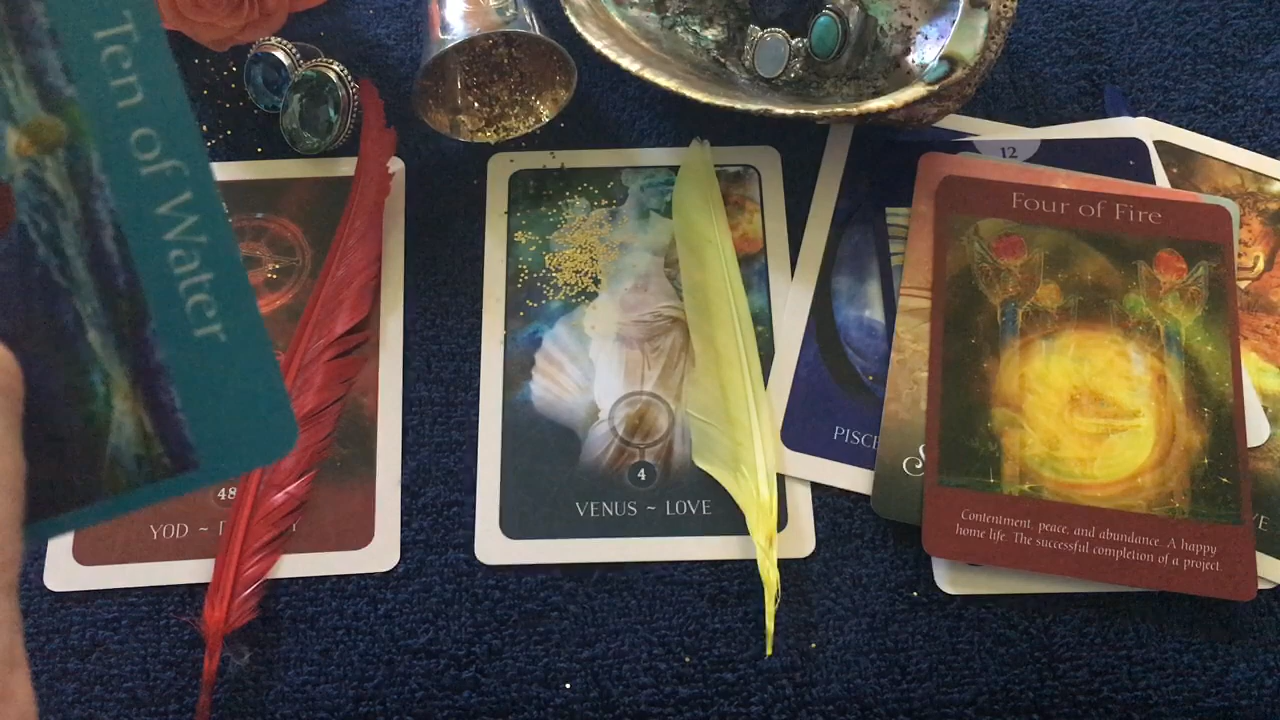 Ten of Water
48
YOD ~
4
VENUS ~ LOVE
12
PISCE
Four of Fire
Contentment, peace, and abundance. A happy
home life. The successful completion of a project.
VE